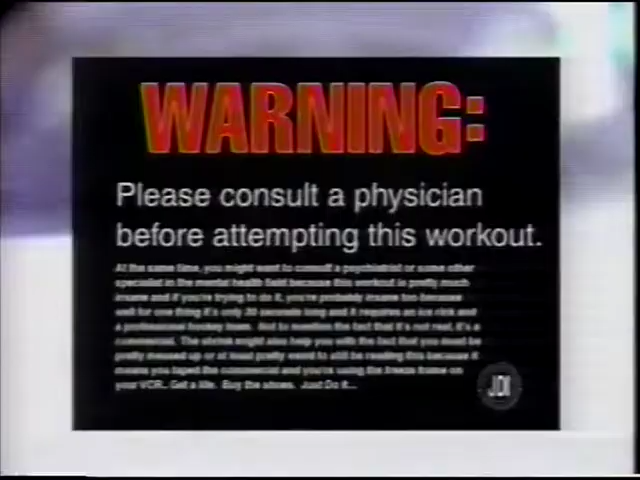 WARNING:
Please consult a physician
before attempting this workout.
At the same time, you might want to consult a psychiatrist or some other
specialist in the mental health field because this workout is pretty much
insane and if you're trying to do it, you're probably insane too because
well for one thing it's only 30 seconds long and it requires an ice rink and
a professional hockey team. Not to mention the fact that it's not real, it's a
commercial. The shrink might also help you with the fact that you must be
pretty messed up or at least pretty weird to still be reading this because it
means you taped the commercial and you're using the freeze frame on
your VCR. Get a life. Buy the shoes. Just Do It...
JDI